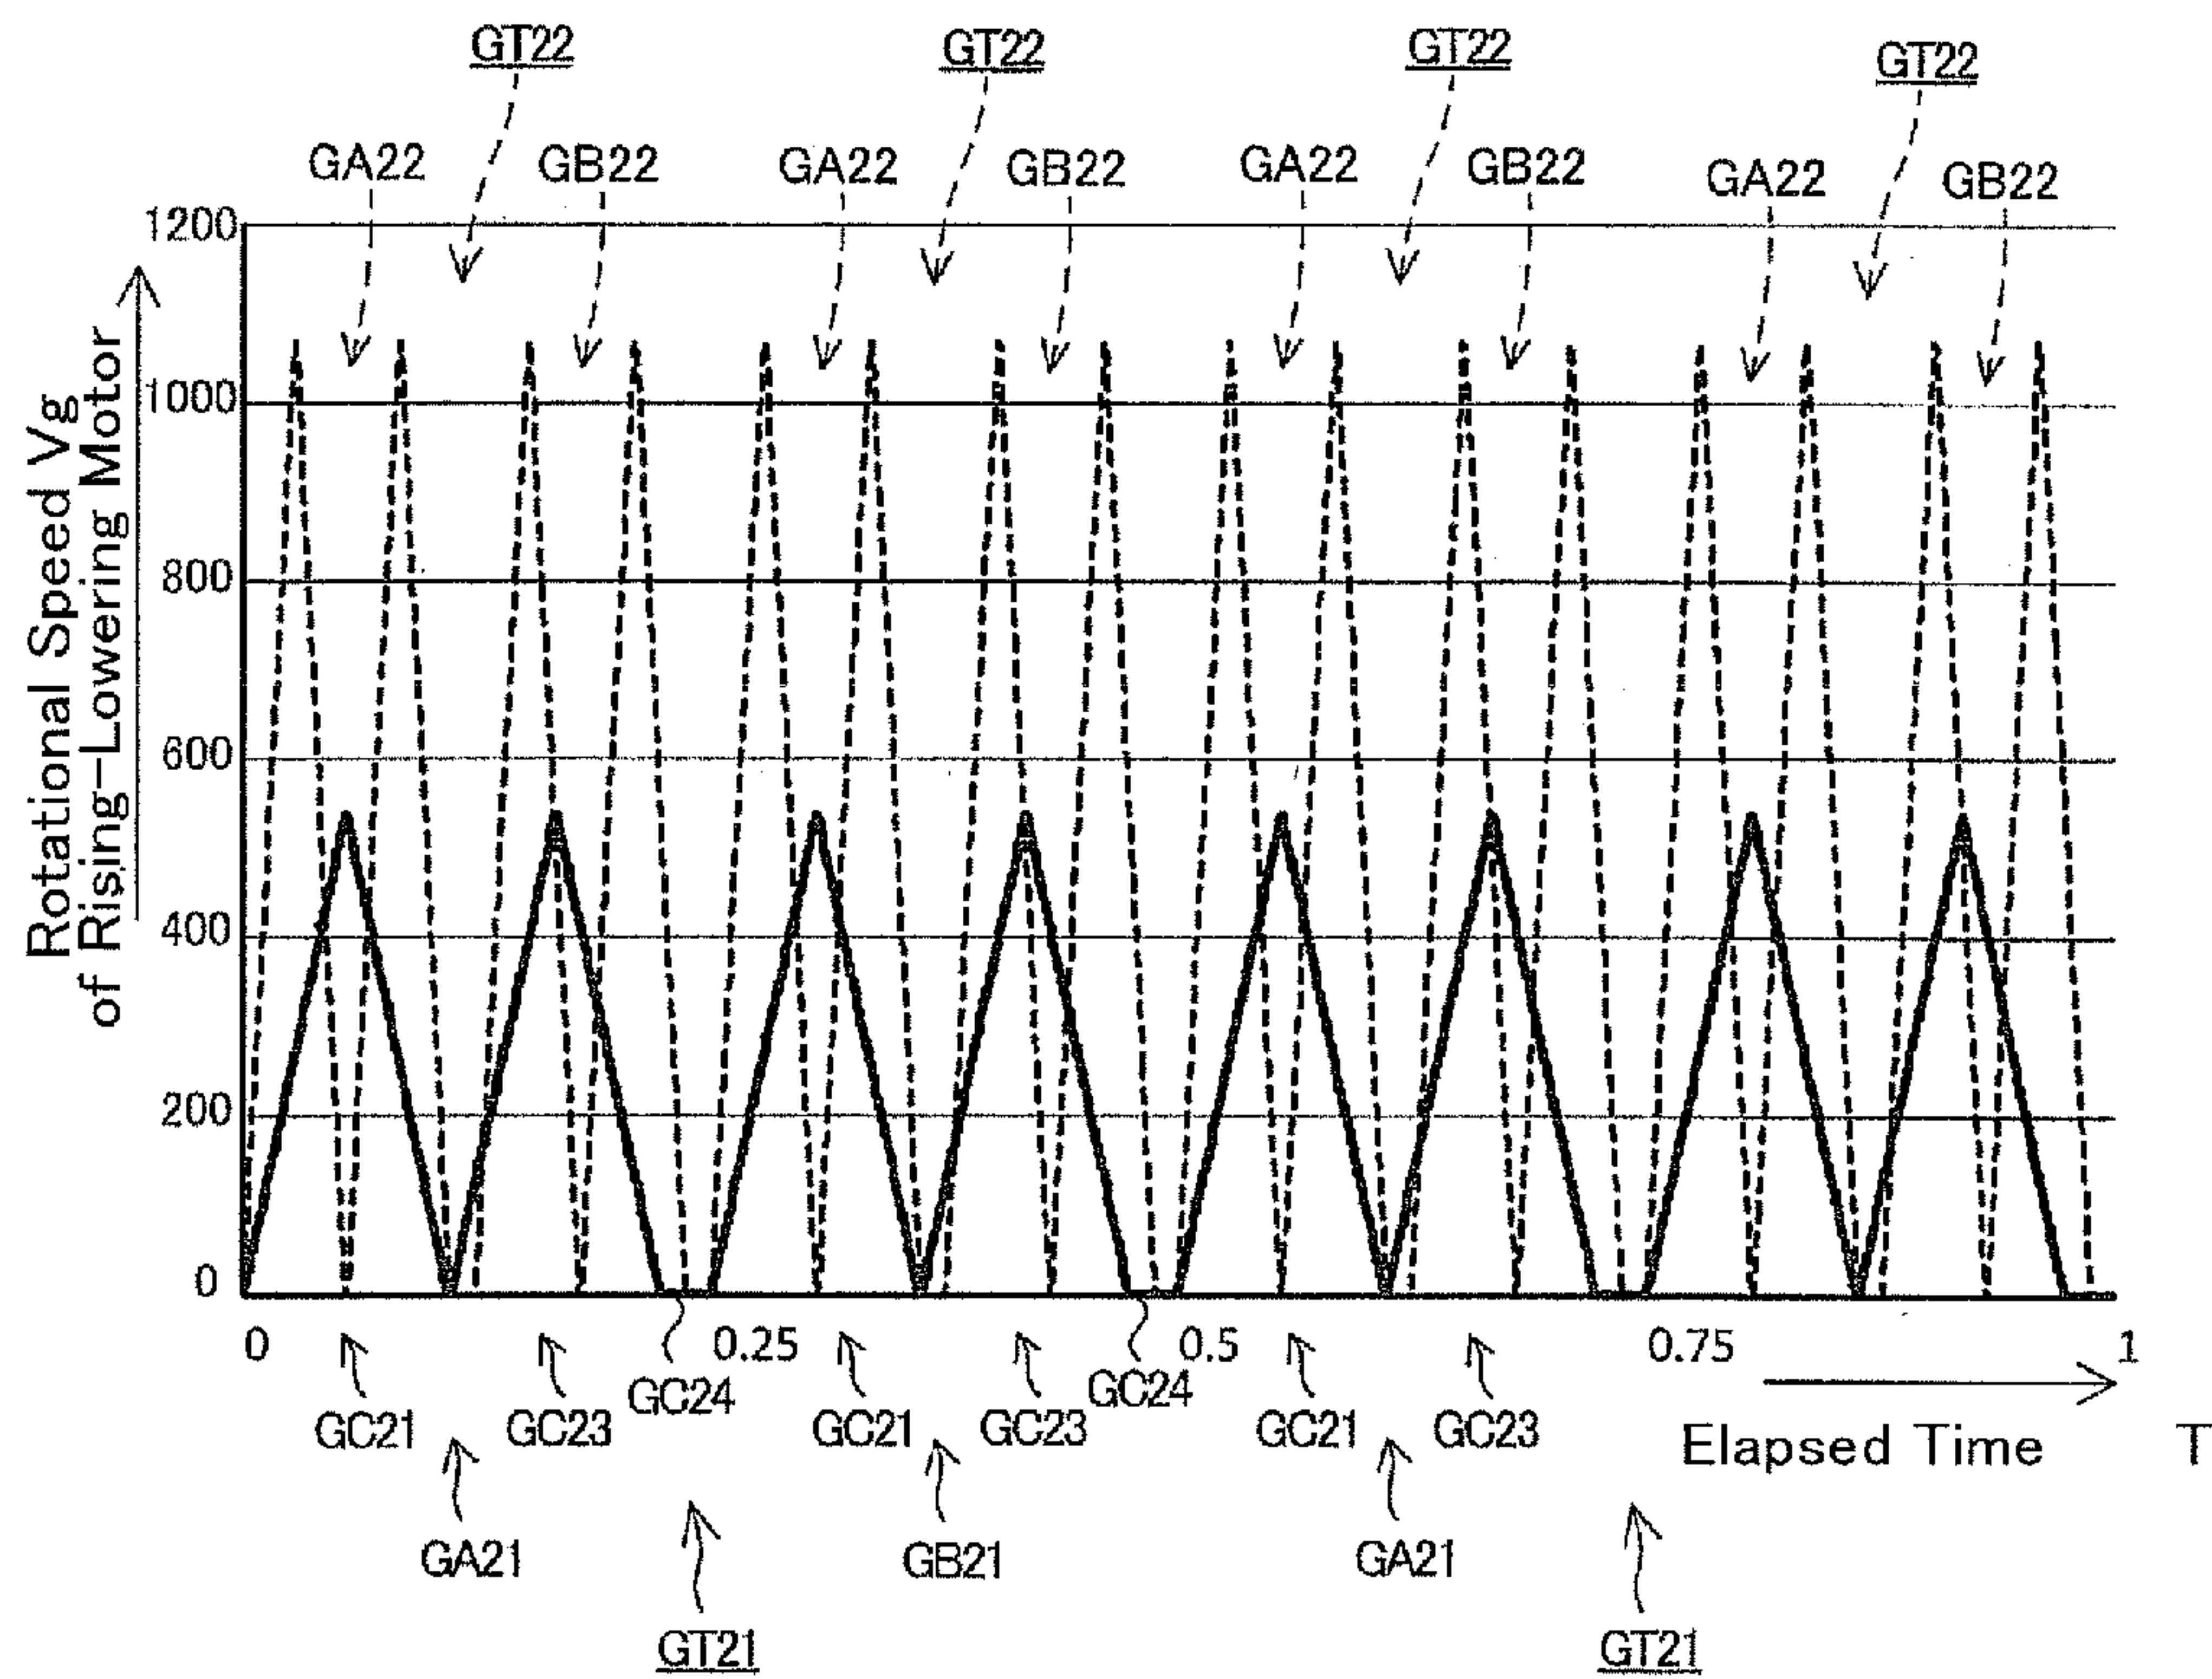 GT22 GT22 GT22 GT22
GA22 GB22 GA22 GB22 GA22 GB22 GA22 GB22
1200
1000
800
600
400
200
0
Rotational Speed Vg
of Rising-Lowering Motor
0 0.25 0.5 0.75 1
GC24 GC24
GC21 GC23 GC21 GC23 GC21 GC23
Elapsed Time T
GA21 GB21 GA21
GT21 GT21